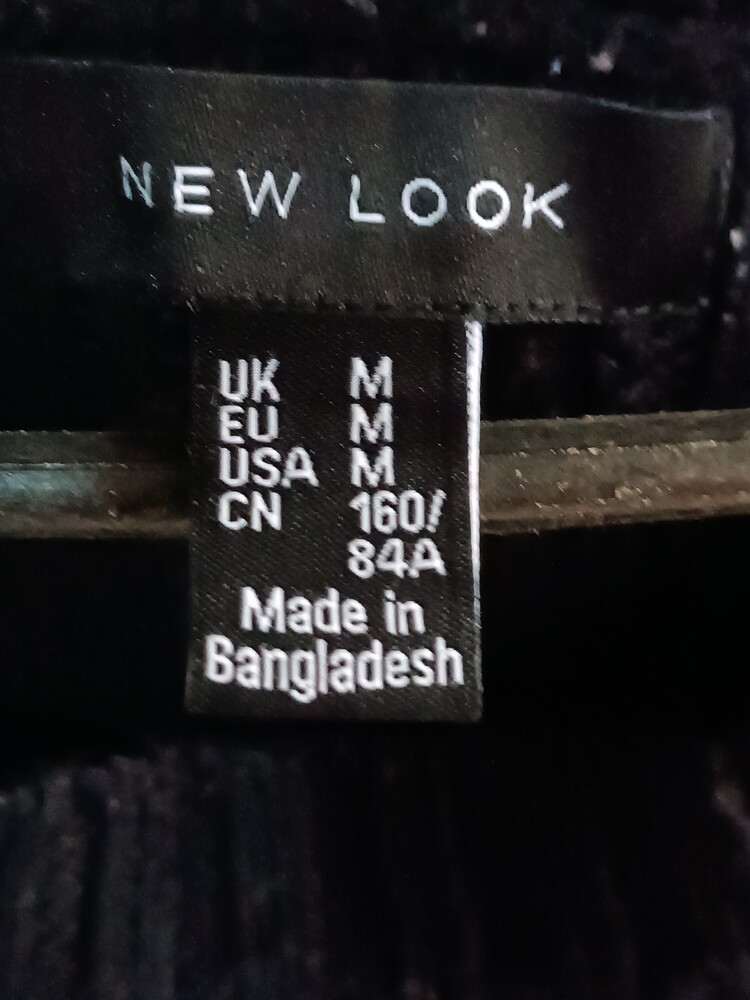 NEW LOOK
UK M
EU M
USA M
CN 160/
84A
Made in
Bangladesh